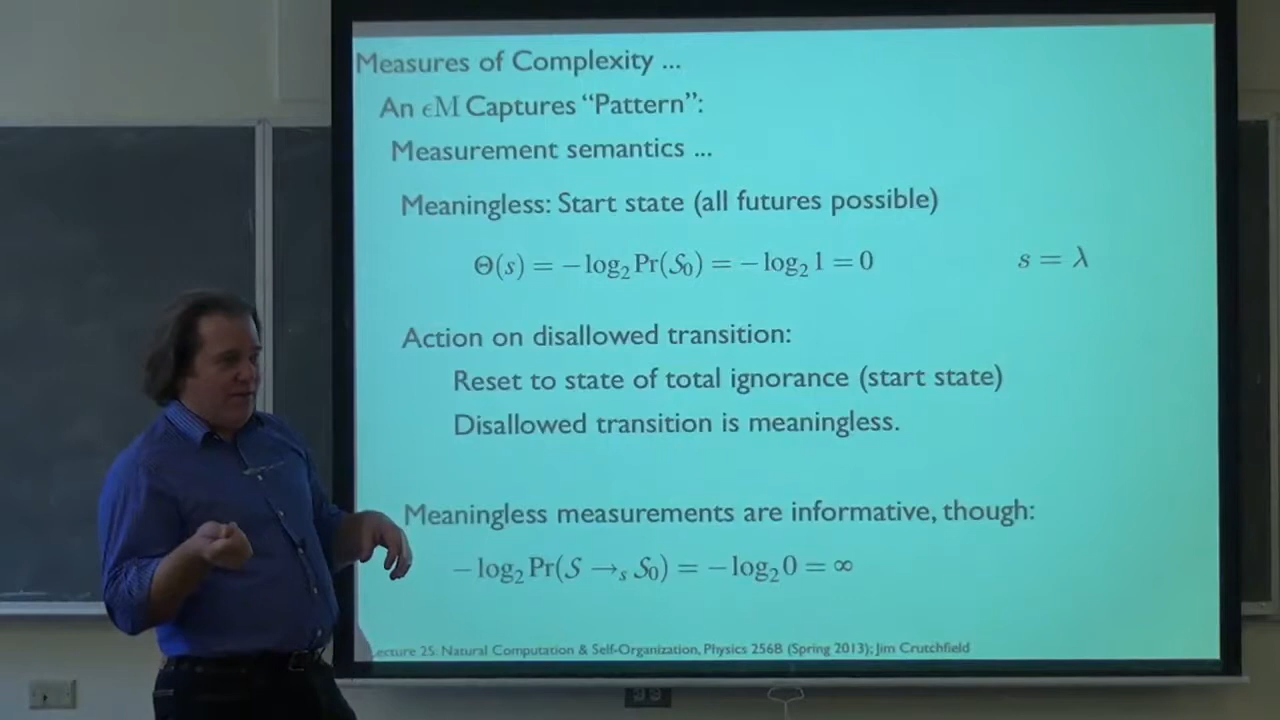 Measures of Complexity ...
An ϵM Captures “Pattern”:
Measurement semantics ...
Meaningless: Start state (all futures possible)
Θ(s) = −log₂ Pr(𝒮₀) = −log₂ 1 = 0 s = λ
Action on disallowed transition:
Reset to state of total ignorance (start state)
Disallowed transition is meaningless.
Meaningless measurements are informative, though:
−log₂ Pr(𝒮 →ₛ 𝒮₀) = −log₂ 0 = ∞
Lecture 25: Natural Computation & Self-Organization, Physics 256B (Spring 2013); Jim Crutchfield